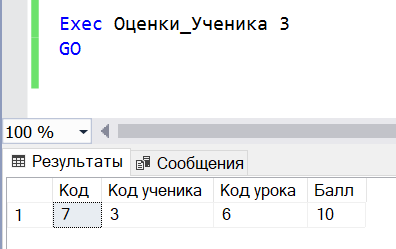 Exec Оценки_Ученика 3
GO
100 %
Результаты Сообщения
Код Код ученика Код урока Балл
1 7 3 6 10